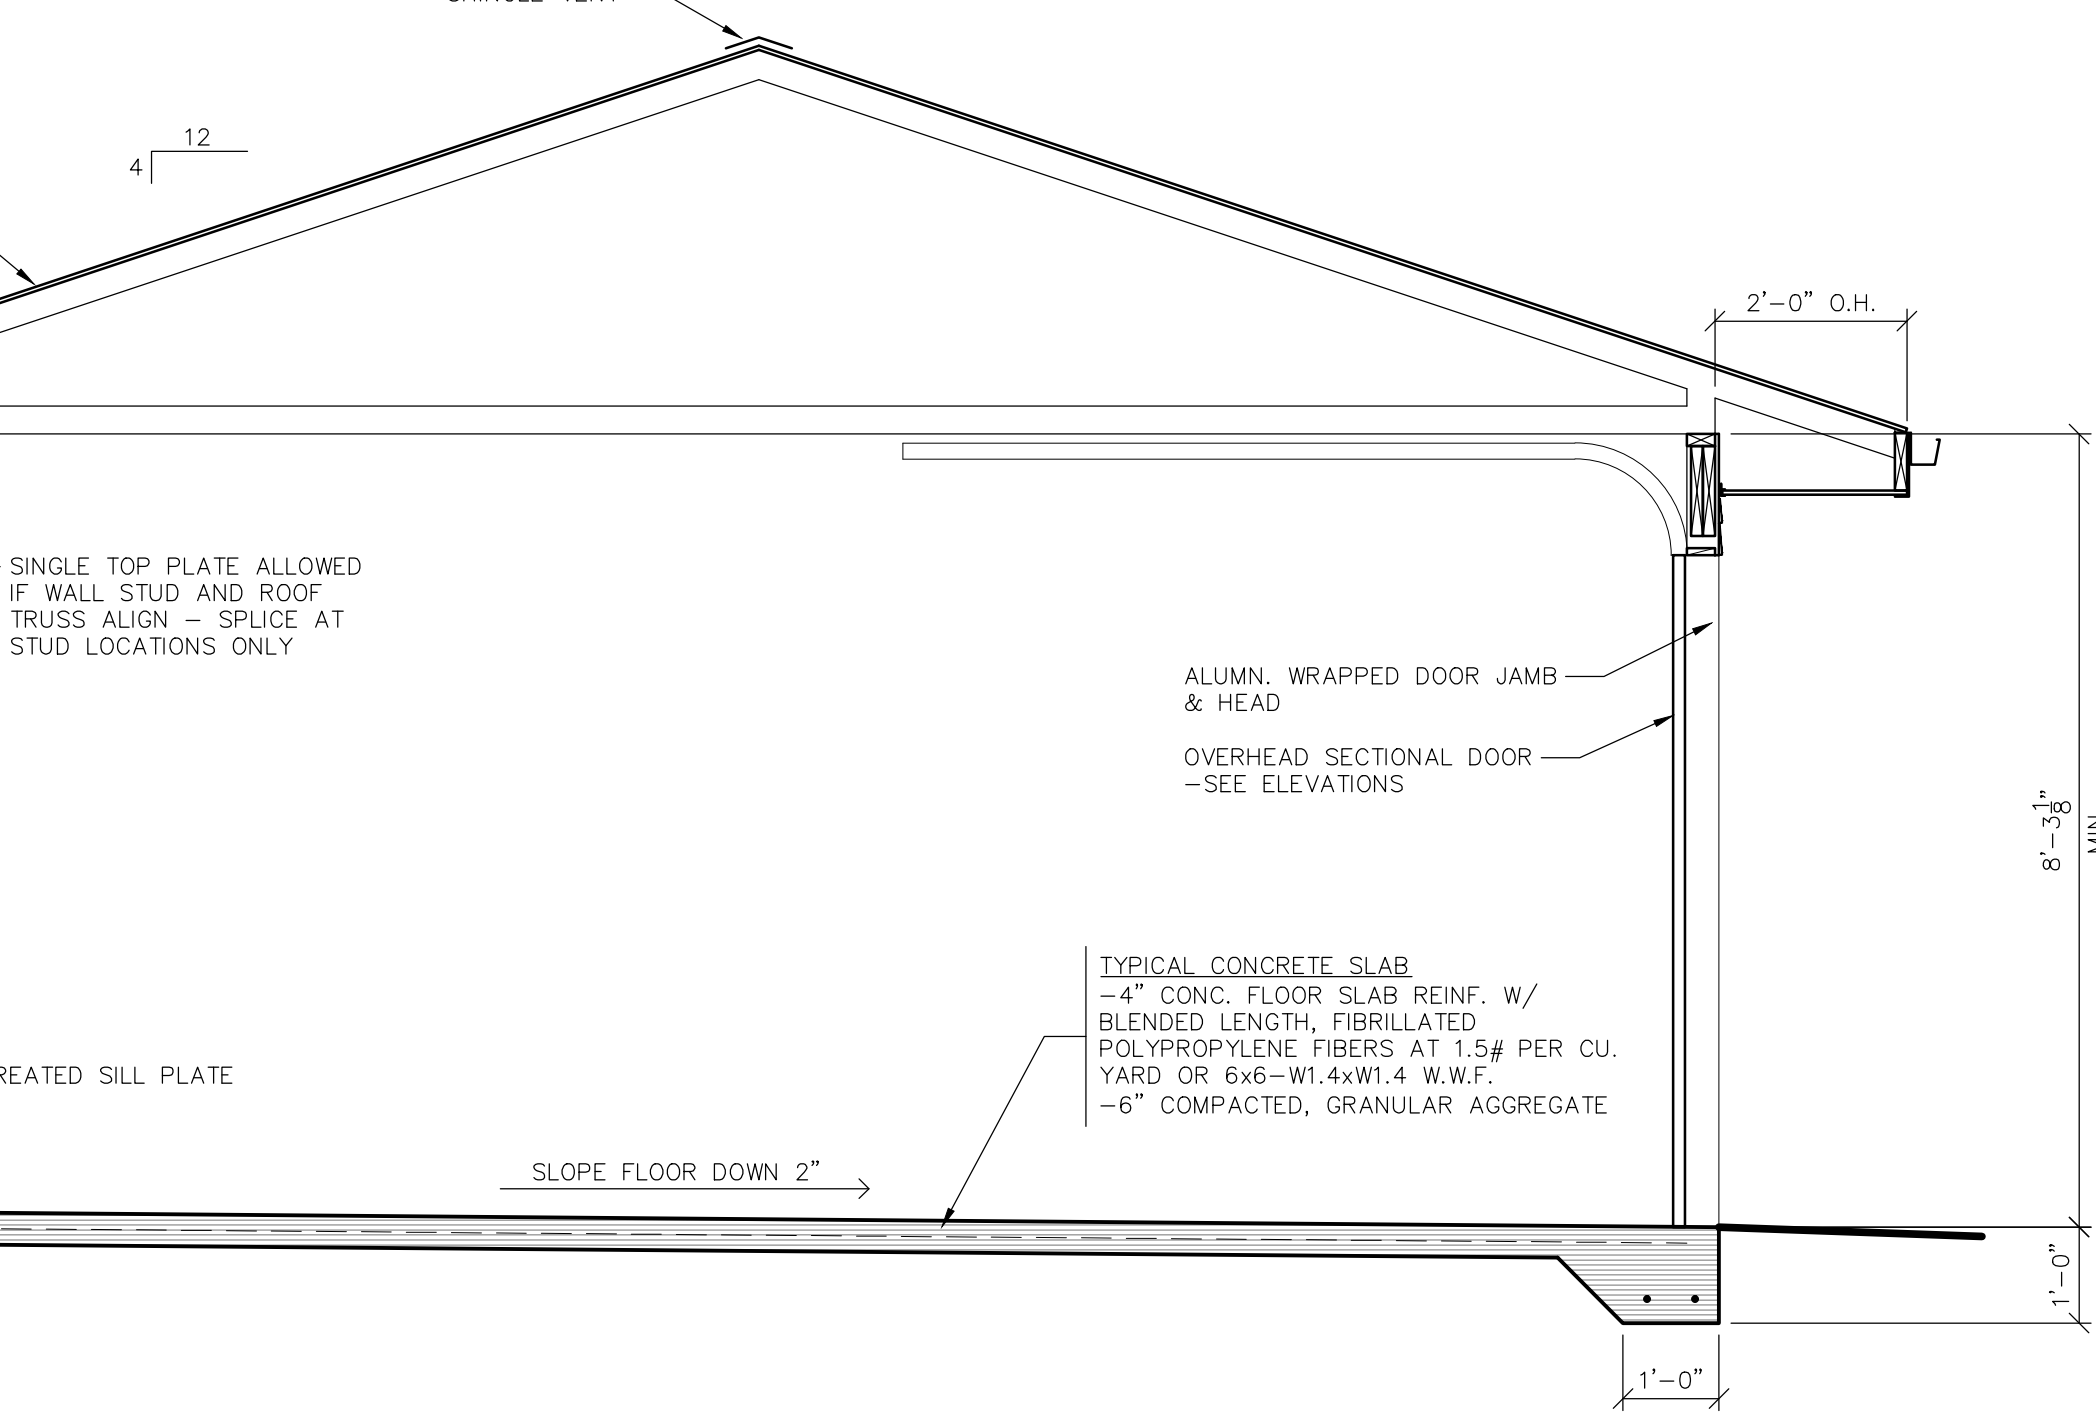 12
4
2'-0" O.H.
SINGLE TOP PLATE ALLOWED
IF WALL STUD AND ROOF
TRUSS ALIGN – SPLICE AT
STUD LOCATIONS ONLY
ALUMN. WRAPPED DOOR JAMB
& HEAD
OVERHEAD SECTIONAL DOOR
–SEE ELEVATIONS
8'-3 1/8"
MIN
TYPICAL CONCRETE SLAB
–4" CONC. FLOOR SLAB REINF. W/
BLENDED LENGTH, FIBRILLATED
POLYPROPYLENE FIBERS AT 1.5# PER CU.
YARD OR 6x6–W1.4xW1.4 W.W.F.
–6" COMPACTED, GRANULAR AGGREGATE
REATED SILL PLATE
SLOPE FLOOR DOWN 2"
1'-0"
1'-0"